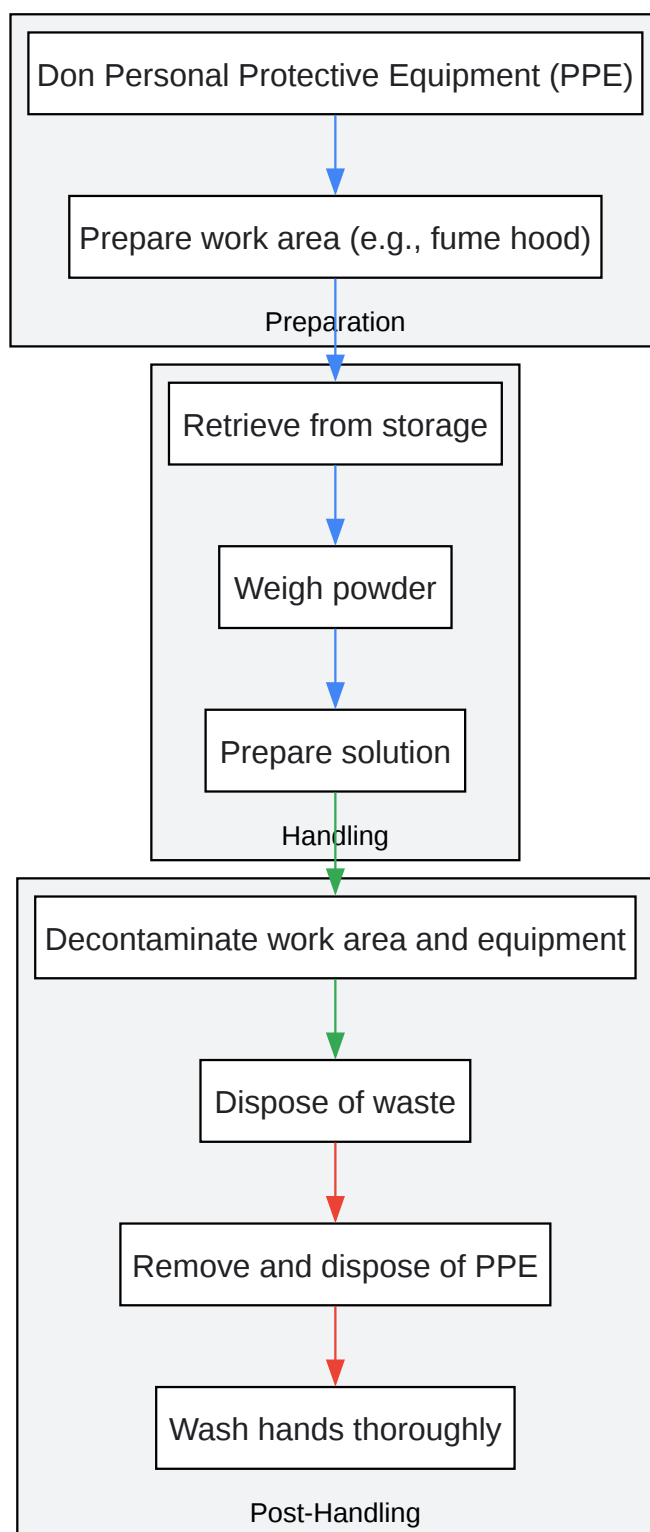 Don Personal Protective Equipment (PPE)
Prepare work area (e.g., fume hood)
Preparation
Retrieve from storage
Weigh powder
Prepare solution
Handling
Decontaminate work area and equipment
Dispose of waste
Remove and dispose of PPE
Wash hands thoroughly
Post-Handling